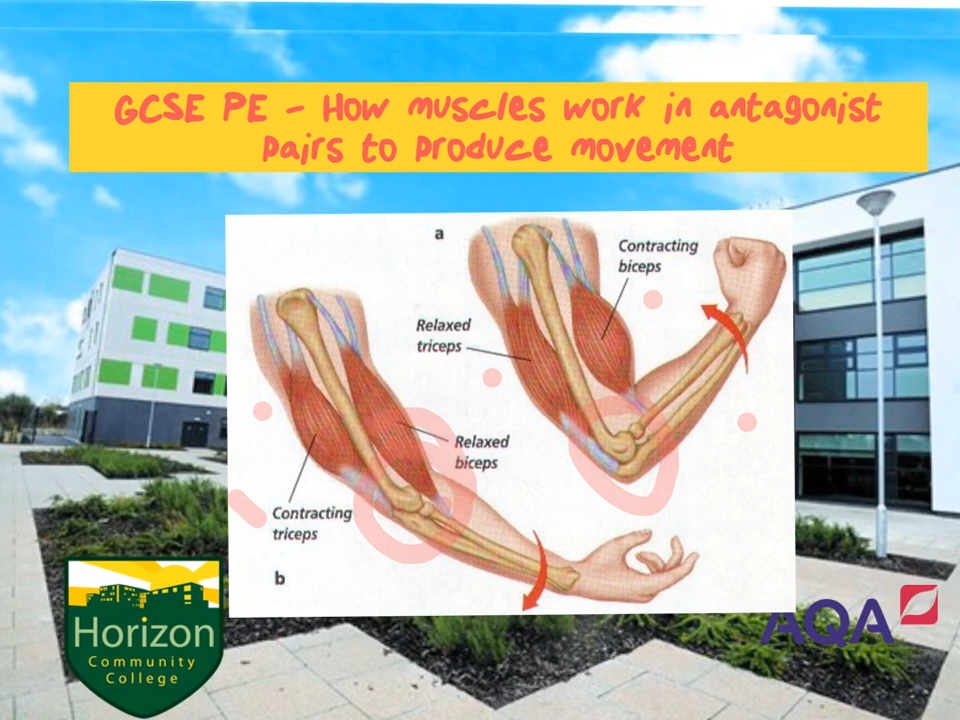 GCSE PE - How muscles work in antagonist
pairs to produce movement
a
Contracting
biceps
Relaxed
triceps
Relaxed
biceps
Contracting
triceps
b
Horizon
Community
College
AQA